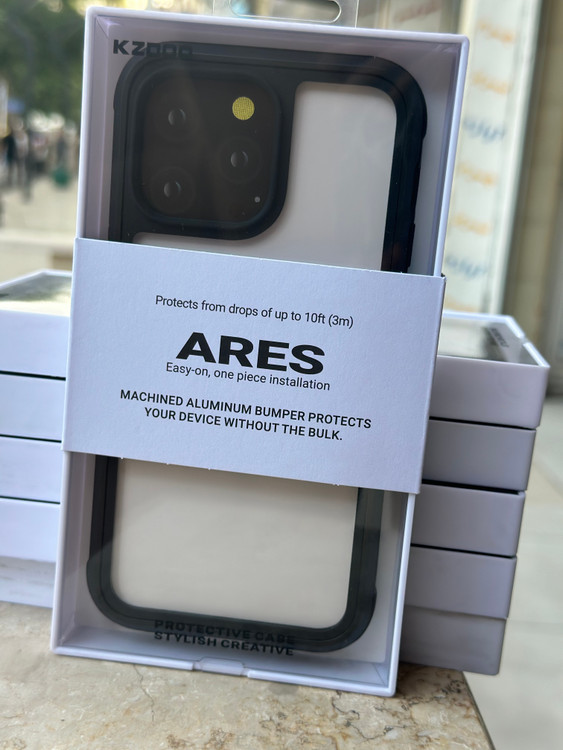 KZDOO
Protects from drops of up to 10ft (3m)
ARES
Easy-on, one piece installation
MACHINED ALUMINUM BUMPER PROTECTS
YOUR DEVICE WITHOUT THE BULK.
PROTECTIVE CASE
STYLISH CREATIVE